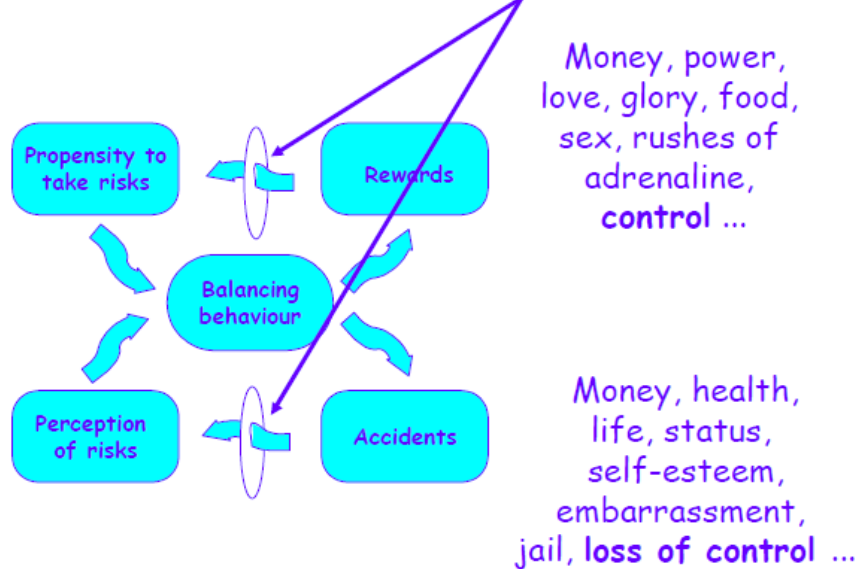 Money, power,
love, glory, food,
sex, rushes of
adrenaline,
control ...
Propensity to
take risks
Rewards
Balancing
behaviour
Perception
of risks
Accidents
Money, health,
life, status,
self-esteem,
embarrassment,
jail, loss of control ...